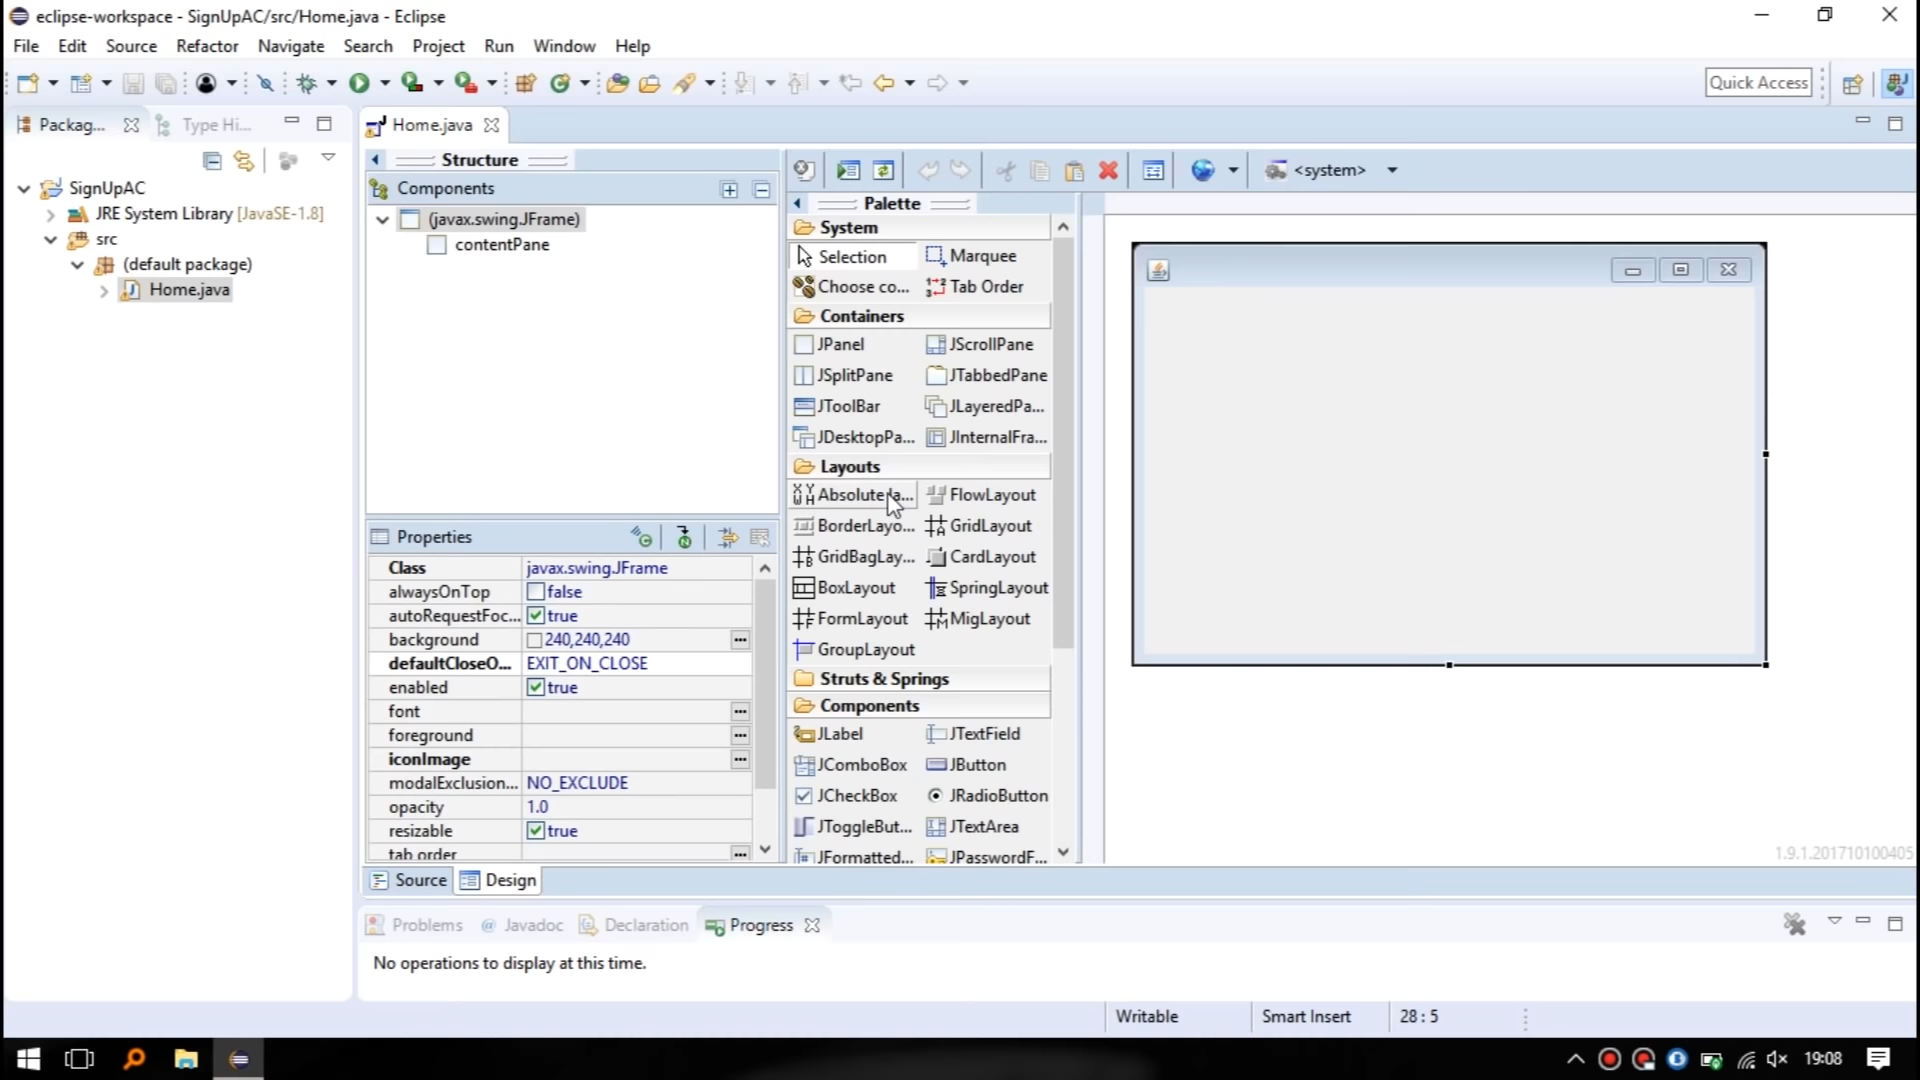 eclipse-workspace - SignUpAC/src/Home.java - Eclipse
File Edit Source Refactor Navigate Search Project Run Window Help
Quick Access
Packag... Type Hi...
SignUpAC
JRE System Library [JavaSE-1.8]
src
(default package)
Home.java
Home.java
Structure
Components
(javax.swing.JFrame)
contentPane
Properties
Class javax.swing.JFrame
alwaysOnTop false
autoRequestFoc... true
background 240,240,240
defaultCloseO... EXIT_ON_CLOSE
enabled true
font
foreground
iconImage
modalExclusion... NO_EXCLUDE
opacity 1.0
resizable true
tab order
<system>
Palette
System
Selection Marquee
Choose co... Tab Order
Containers
JPanel JScrollPane
JSplitPane JTabbedPane
JToolBar JLayeredPa...
JDesktopPa... JInternalFra...
Layouts
Absolute la... FlowLayout
BorderLayo... GridLayout
GridBagLay... CardLayout
BoxLayout SpringLayout
FormLayout MigLayout
GroupLayout
Struts & Springs
Components
JLabel JTextField
JComboBox JButton
JCheckBox JRadioButton
JToggleBut... JTextArea
JFormatted... JPasswordF...
1.9.1.201710100405
Source Design
Problems Javadoc Declaration Progress
No operations to display at this time.
Writable Smart Insert 28 : 5
19:08